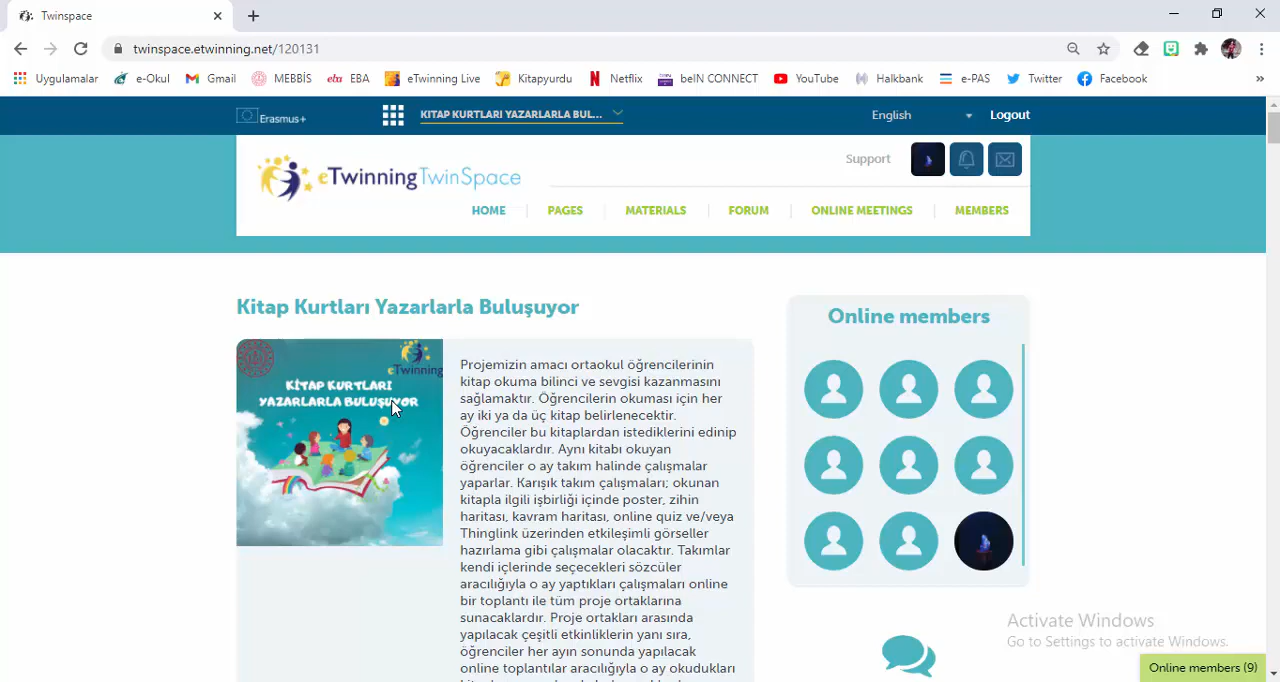 Twinspace
twinspace.etwinning.net/120131
Uygulamalar e-Okul Gmail MEBBİS eba EBA eTwinning Live Kitapyurdu Netflix beIN CONNECT YouTube Halkbank e-PAS Twitter Facebook »
Erasmus+ KITAP KURTLARI YAZARLARLA BUL... English Logout
Support
eTwinning TwinSpace
HOME PAGES MATERIALS FORUM ONLINE MEETINGS MEMBERS
Kitap Kurtları Yazarlarla Buluşuyor
eTwinning
KİTAP KURTLARI
YAZARLARLA BULUŞUYOR
Projemizin amacı ortaokul öğrencilerinin
kitap okuma bilinci ve sevgisi kazanmasını
sağlamaktır. Öğrencilerin okuması için her
ay iki ya da üç kitap belirlenecektir.
Öğrenciler bu kitaplardan istediklerini edinip
okuyacaklardır. Aynı kitabı okuyan
öğrenciler o ay takım halinde çalışmalar
yaparlar. Karışık takım çalışmaları; okunan
kitapla ilgili işbirliği içinde poster, zihin
haritası, kavram haritası, online quiz ve/veya
Thinglink üzerinden etkileşimli görseller
hazırlama gibi çalışmalar olacaktır. Takımlar
kendi içlerinde seçecekleri sözcüler
aracılığıyla o ay yaptıkları çalışmaları online
bir toplantı ile tüm proje ortaklarına
sunacaklardır. Proje ortakları arasında
yapılacak çeşitli etkinliklerin yanı sıra,
öğrenciler her ayın sonunda yapılacak
online toplantılar aracılığıyla o ay okudukları
Online members
Activate Windows
Go to Settings to activate Windows.
Online members (9)